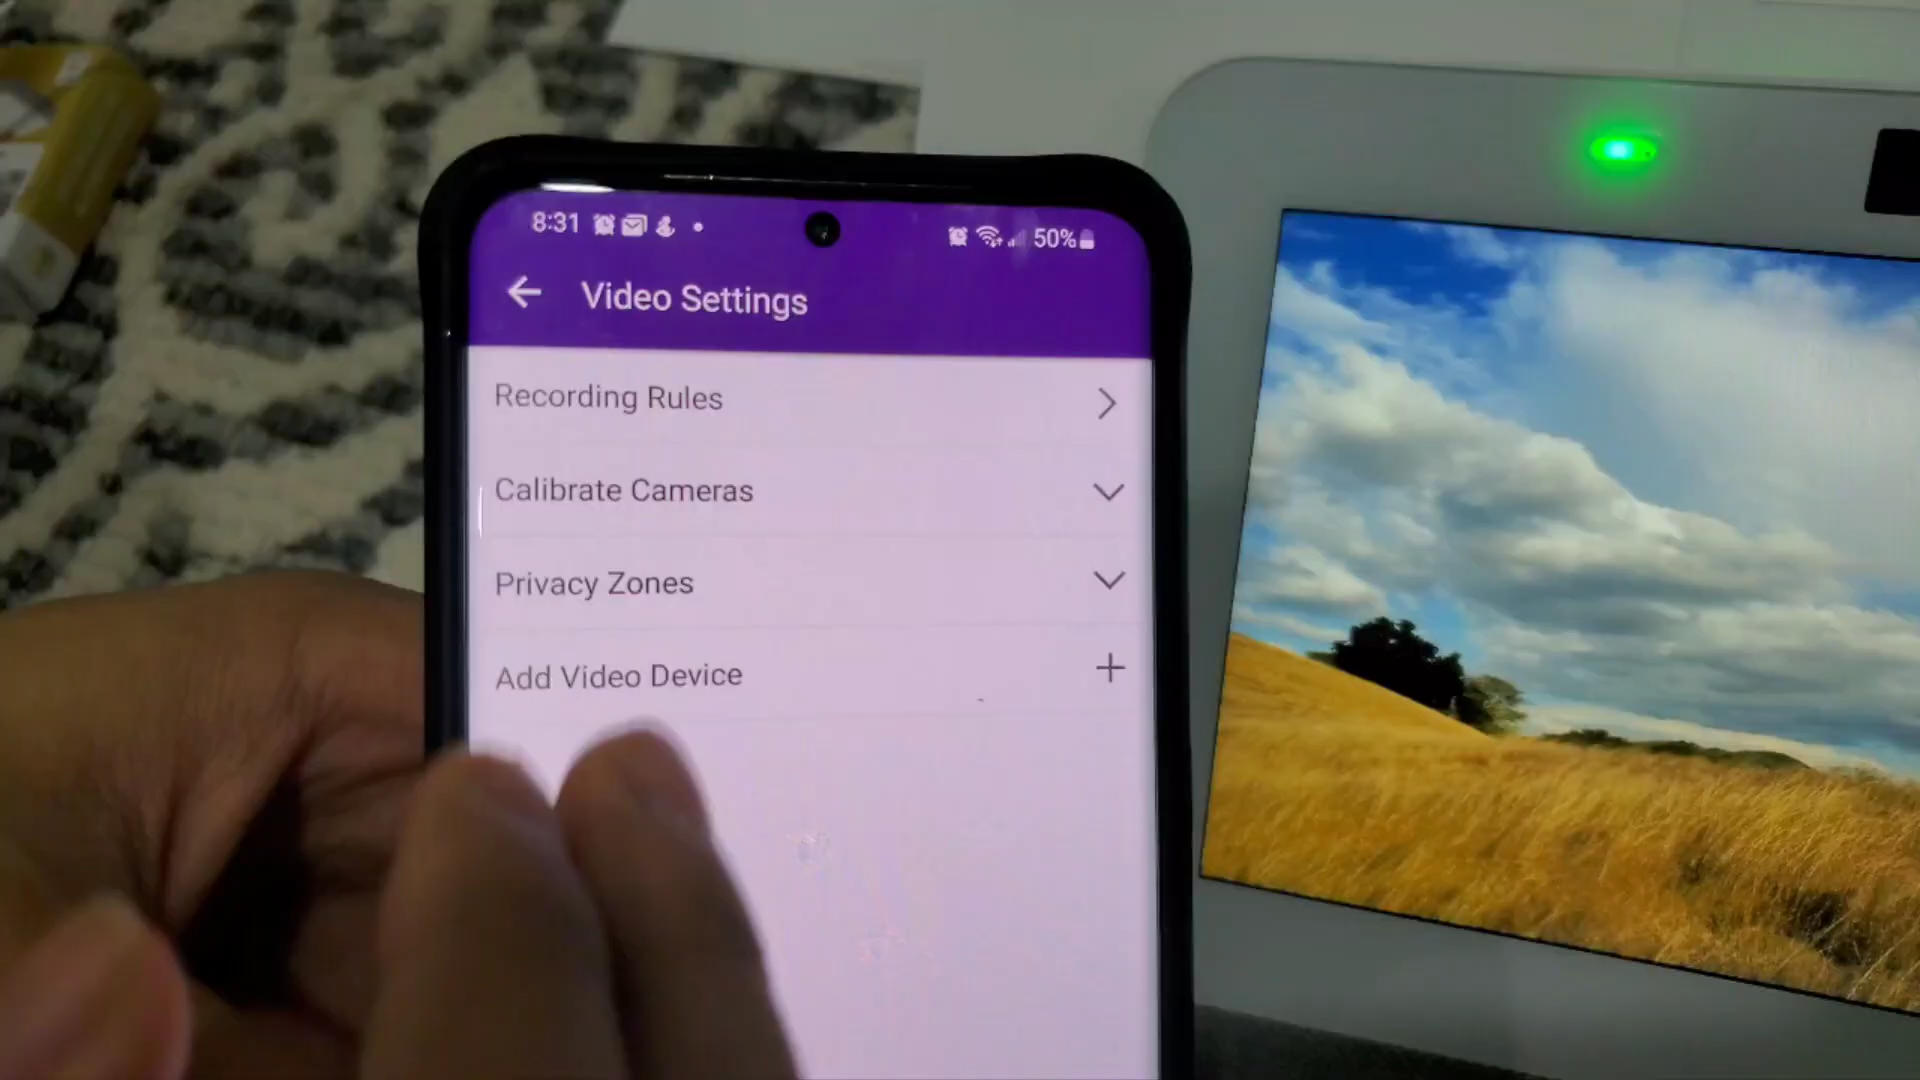 8:31
50%
Video Settings
Recording Rules
Calibrate Cameras
Privacy Zones
Add Video Device